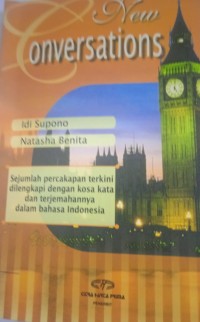 New
Conversations
Idi Supono
Natasha Benita
Sejumlah percakapan terkini
dilengkapi dengan kosa kata
dan terjemahannya
dalam bahasa Indonesia